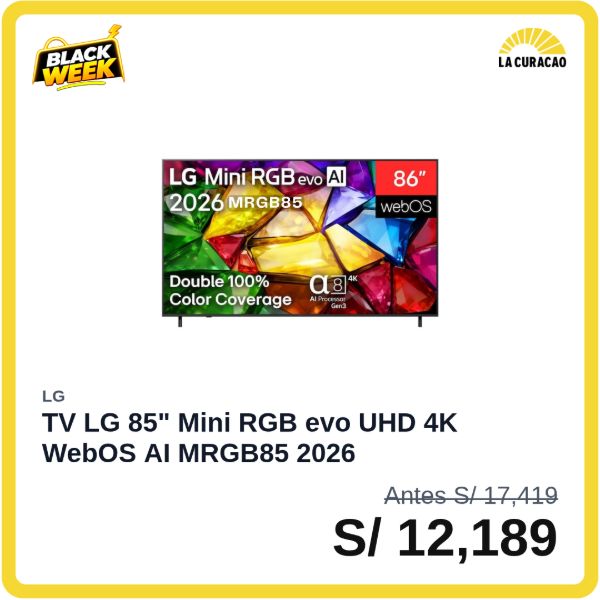 BLACK
WEEK
LA CURACAO
LG Mini RGB evo AI
86”
2026 MRGB85
webOS
Double 100%
Color Coverage
α8 4K
AI Processor
Gen3
LG
TV LG 85" Mini RGB evo UHD 4K
WebOS AI MRGB85 2026
Antes S/ 17,419
S/ 12,189